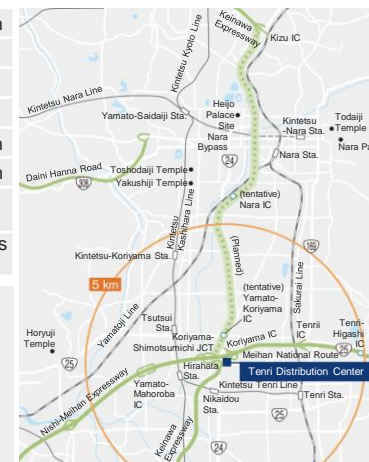 Keinawa
Expressway
Kizu IC
Kintetsu Kyoto Line
Kintetsu Nara Line
Yamato-Saidaiji Sta.
Heijo
Palace
Site
Kintetsu
-Nara Sta.
Todaiji
Temple
Nara
Bypass
24
Nara Sta.
Nara Pa
Daini Hanna Road
308
Toshodaiji Temple
Yakushiji Temple
(tentative)
Nara IC
Kintetsu
Kashihara Line
(Planned)
169
Kintetsu-Koriyama Sta.
5 km
Sakurai Line
(tentative)
Yamato-
Koriyama
IC
Yamatoji Line
Tsutsui
Sta.
Horyuji
Temple
25
Koriyama-
Shimotsumichi JCT
Koriyama IC
Tenrii
IC
Tenri-
Higashi
IC
Meihan National Route
25
Hirahata
Sta.
Tenri Distribution Center
Nishi-Meihan Expressway
Yamato-
Mahoroba
IC
Kintetsu Tenri Line
Nikaidou
Sta.
Tenri Sta.
25
Keinawa
Expressway
24